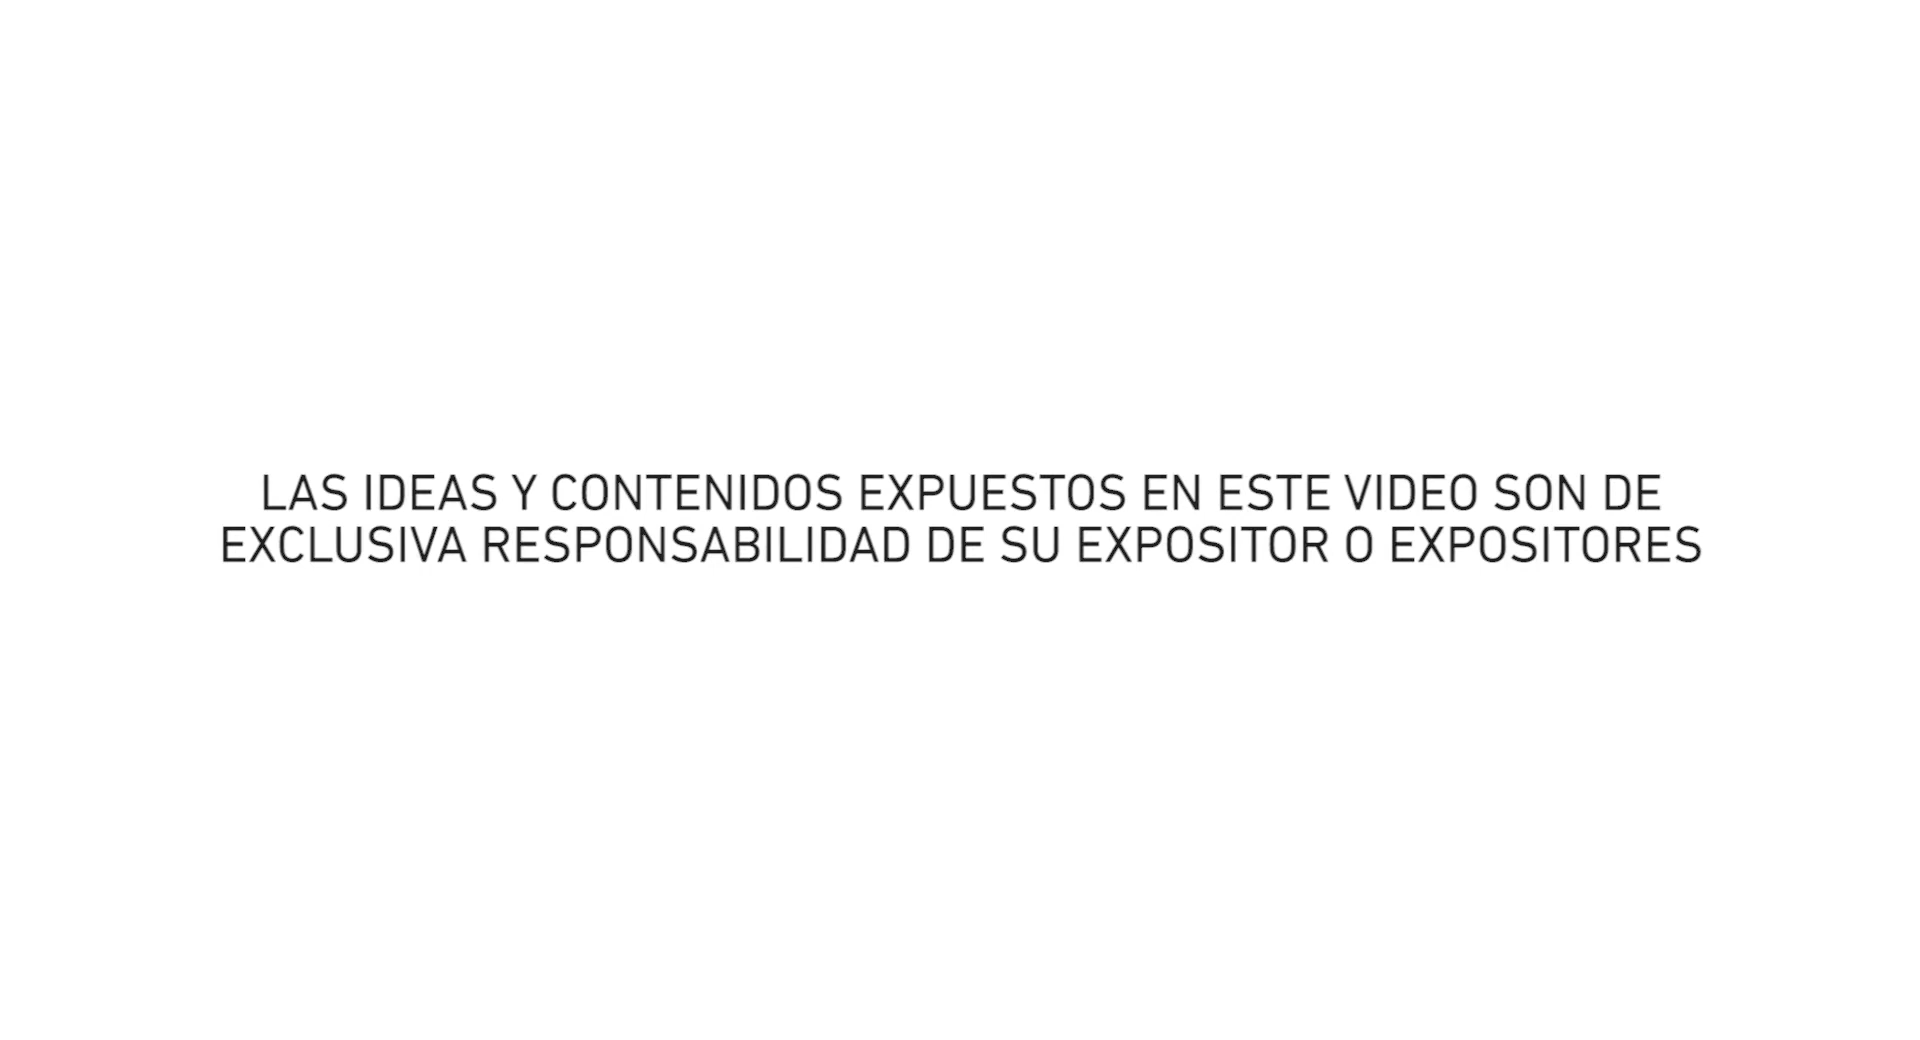 LAS IDEAS Y CONTENIDOS EXPUESTOS EN ESTE VIDEO SON DE
EXCLUSIVA RESPONSABILIDAD DE SU EXPOSITOR O EXPOSITORES